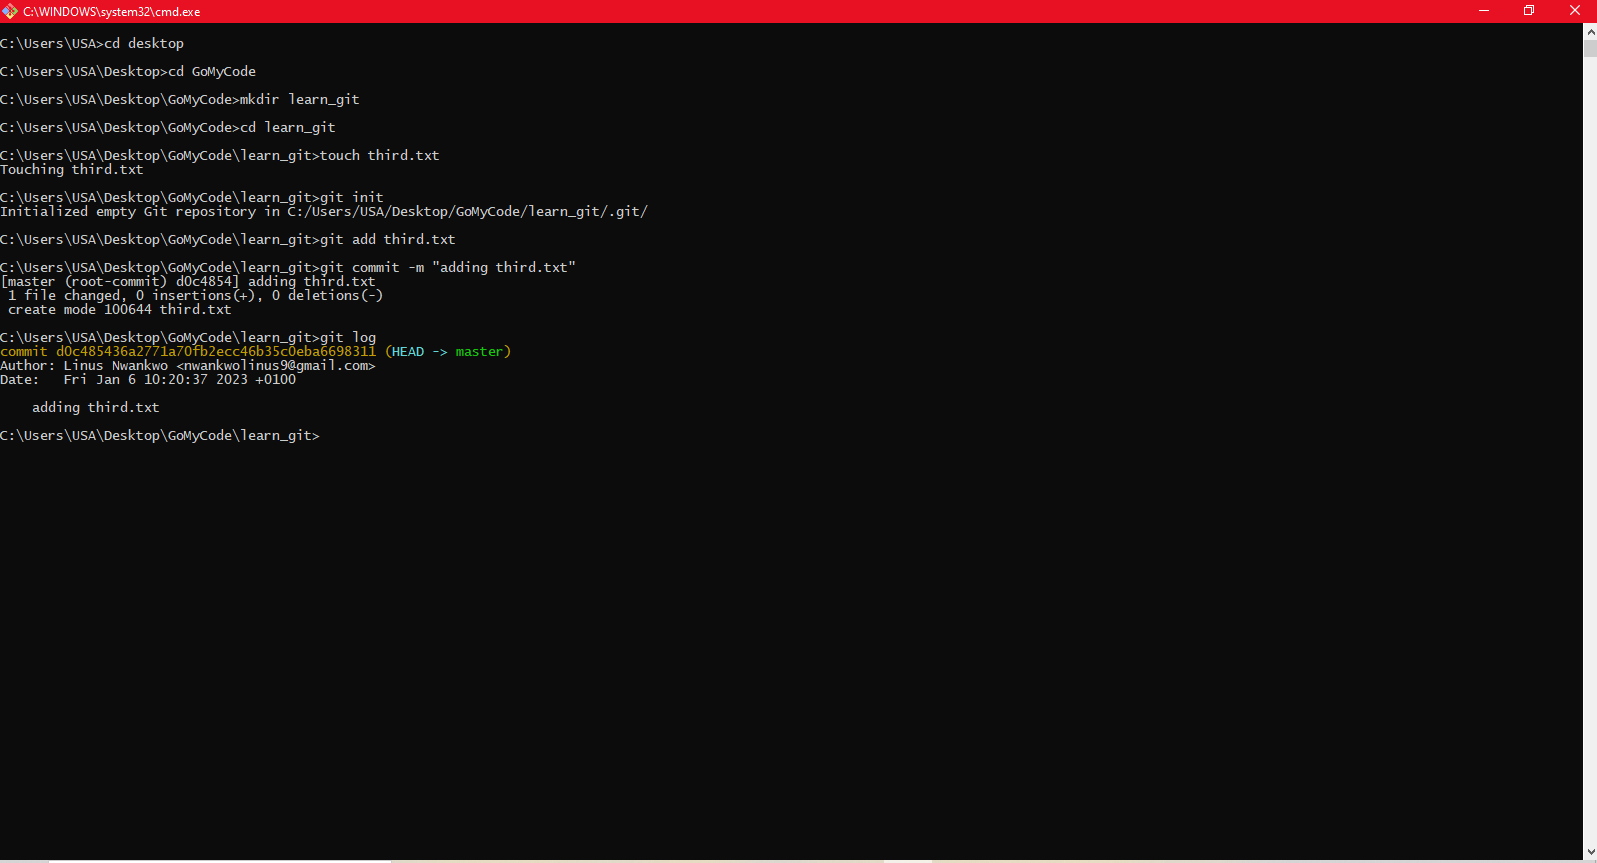 C:\WINDOWS\system32\cmd.exe
C:\Users\USA>cd desktop
C:\Users\USA\Desktop>cd GoMyCode
C:\Users\USA\Desktop\GoMyCode>mkdir learn_git
C:\Users\USA\Desktop\GoMyCode>cd learn_git
C:\Users\USA\Desktop\GoMyCode\learn_git>touch third.txt
Touching third.txt
C:\Users\USA\Desktop\GoMyCode\learn_git>git init
Initialized empty Git repository in C:/Users/USA/Desktop/GoMyCode/learn_git/.git/
C:\Users\USA\Desktop\GoMyCode\learn_git>git add third.txt
C:\Users\USA\Desktop\GoMyCode\learn_git>git commit -m "adding third.txt"
[master (root-commit) d0c4854] adding third.txt
 1 file changed, 0 insertions(+), 0 deletions(-)
 create mode 100644 third.txt
C:\Users\USA\Desktop\GoMyCode\learn_git>git log
commit d0c485436a2771a70fb2ecc46b35c0eba6698311 (HEAD -> master)
Author: Linus Nwankwo <nwankwolinus9@gmail.com>
Date:   Fri Jan 6 10:20:37 2023 +0100
    adding third.txt
C:\Users\USA\Desktop\GoMyCode\learn_git>